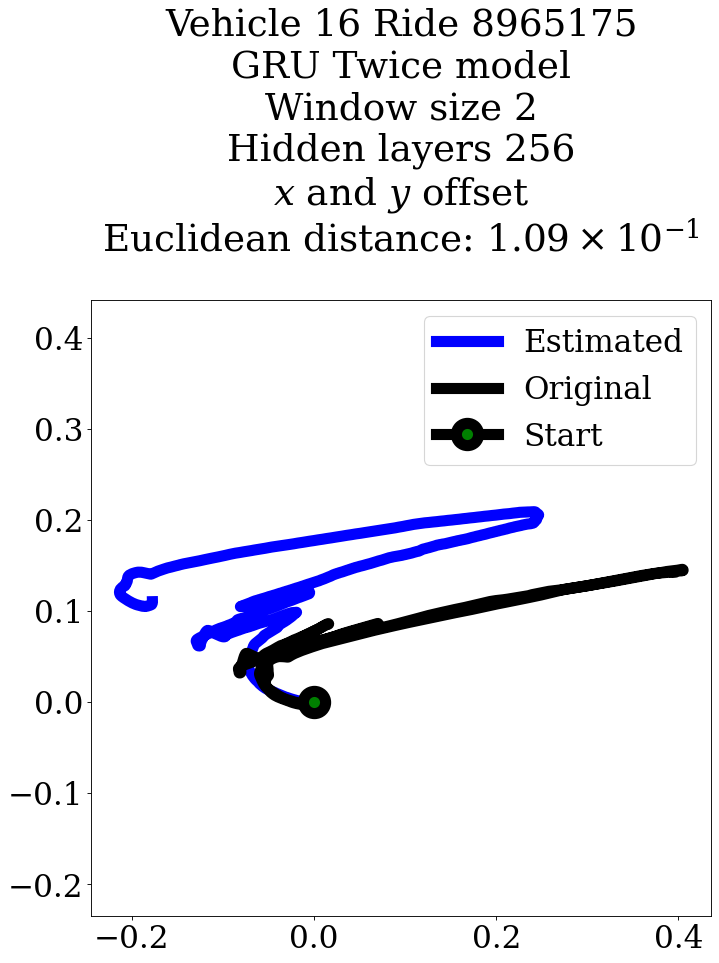 Vehicle 16 Ride 8965175
GRU Twice model
Window size 2
Hidden layers 256
x and y offset
Euclidean distance: 1.09 × 10⁻¹
Estimated
Original
Start
0.4
0.3
0.2
0.1
0.0
−0.1
−0.2
−0.2 0.0 0.2 0.4